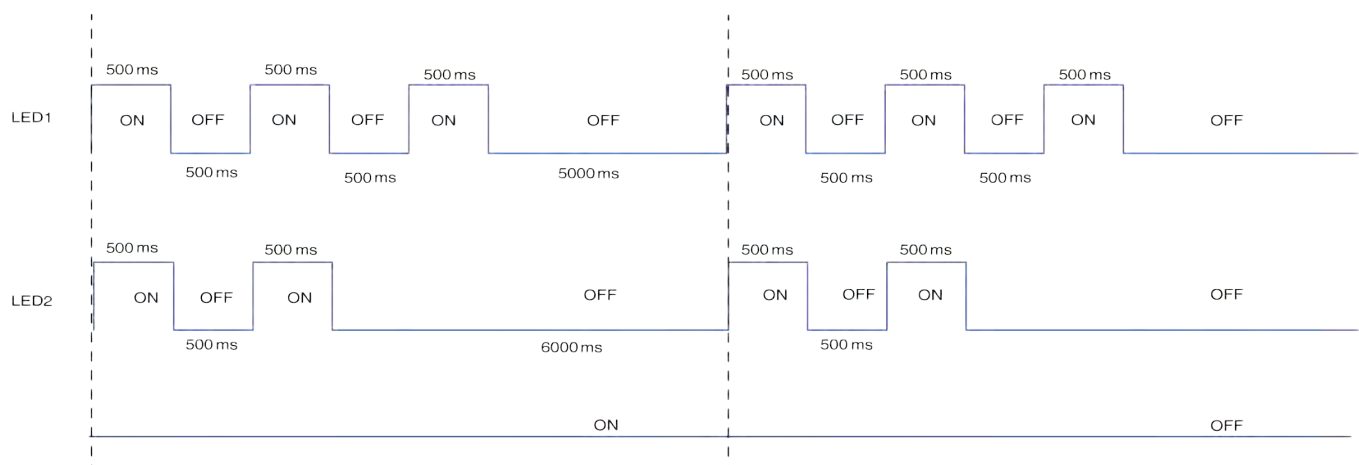 500 ms 500 ms 500 ms 500 ms 500 ms 500 ms
LED1 ON OFF ON OFF ON OFF ON OFF ON OFF ON OFF
500 ms 500 ms 5000 ms 500 ms 500 ms
500 ms 500 ms 500 ms 500 ms
LED2 ON OFF ON OFF ON OFF ON OFF
500 ms 6000 ms 500 ms
ON OFF